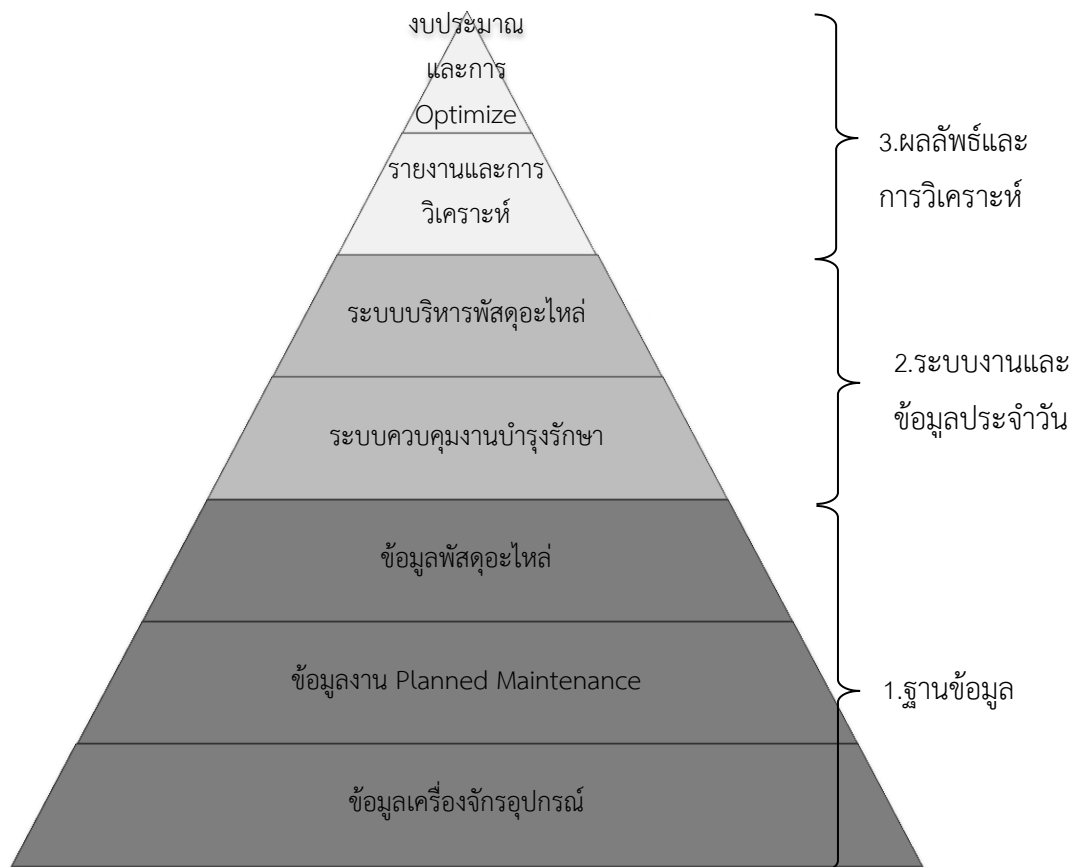 งบประมาณ
และการ
Optimize
รายงานและการ
วิเคราะห์
3.ผลลัพธ์และ
การวิเคราะห์
ระบบบริหารพัสดุอะไหล่
ระบบควบคุมงานบำรุงรักษา
2.ระบบงานและ
ข้อมูลประจำวัน
ข้อมูลพัสดุอะไหล่
ข้อมูลงาน Planned Maintenance
ข้อมูลเครื่องจักรอุปกรณ์
1.ฐานข้อมูล